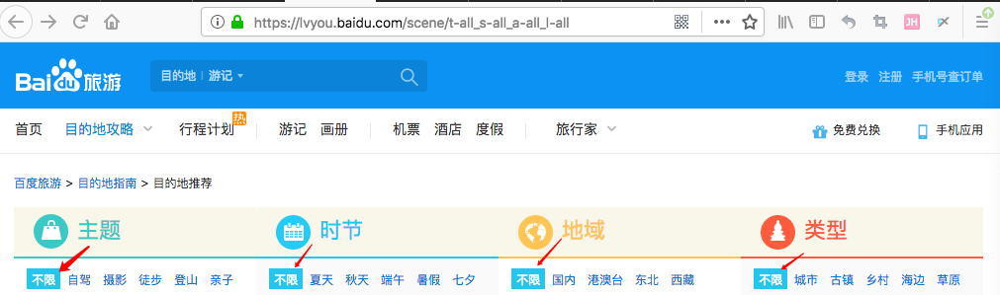 https://lvyou.baidu.com/scene/t-all_s-all_a-all_l-all
JH
Bai du 旅游 目的地 | 游记 登录 注册 手机号查订单
首页 目的地攻略 行程计划 热 游记 画册 机票 酒店 度假 旅行家 免费兑换 手机应用
百度旅游 > 目的地指南 > 目的地推荐
主题 时节 地域 类型
不限 自驾 摄影 徒步 登山 亲子 不限 夏天 秋天 端午 暑假 七夕 不限 国内 港澳台 东北 西藏 不限 城市 古镇 乡村 海边 草原